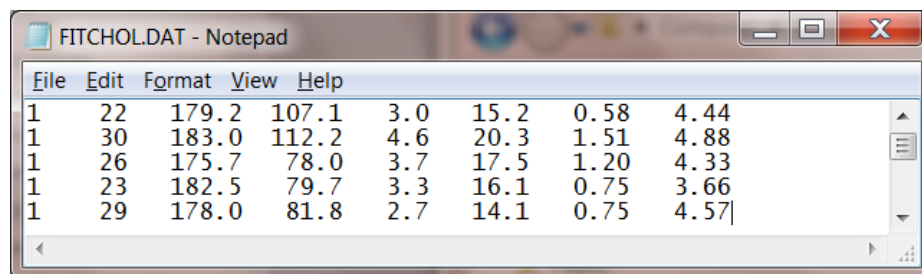 FITCHOL.DAT - Notepad
File Edit Format View Help
1 22 179.2 107.1 3.0 15.2 0.58 4.44
1 30 183.0 112.2 4.6 20.3 1.51 4.88
1 26 175.7 78.0 3.7 17.5 1.20 4.33
1 23 182.5 79.7 3.3 16.1 0.75 3.66
1 29 178.0 81.8 2.7 14.1 0.75 4.57